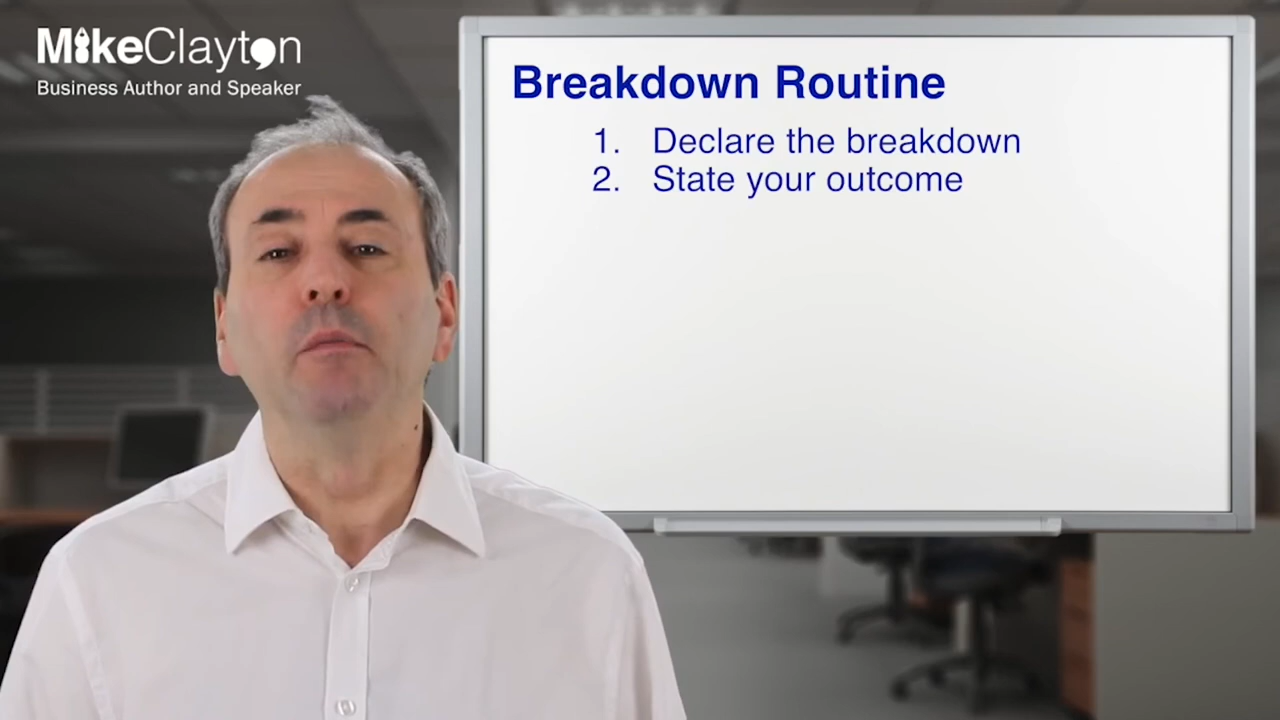 MikeClayton
Business Author and Speaker
Breakdown Routine
1. Declare the breakdown
2. State your outcome